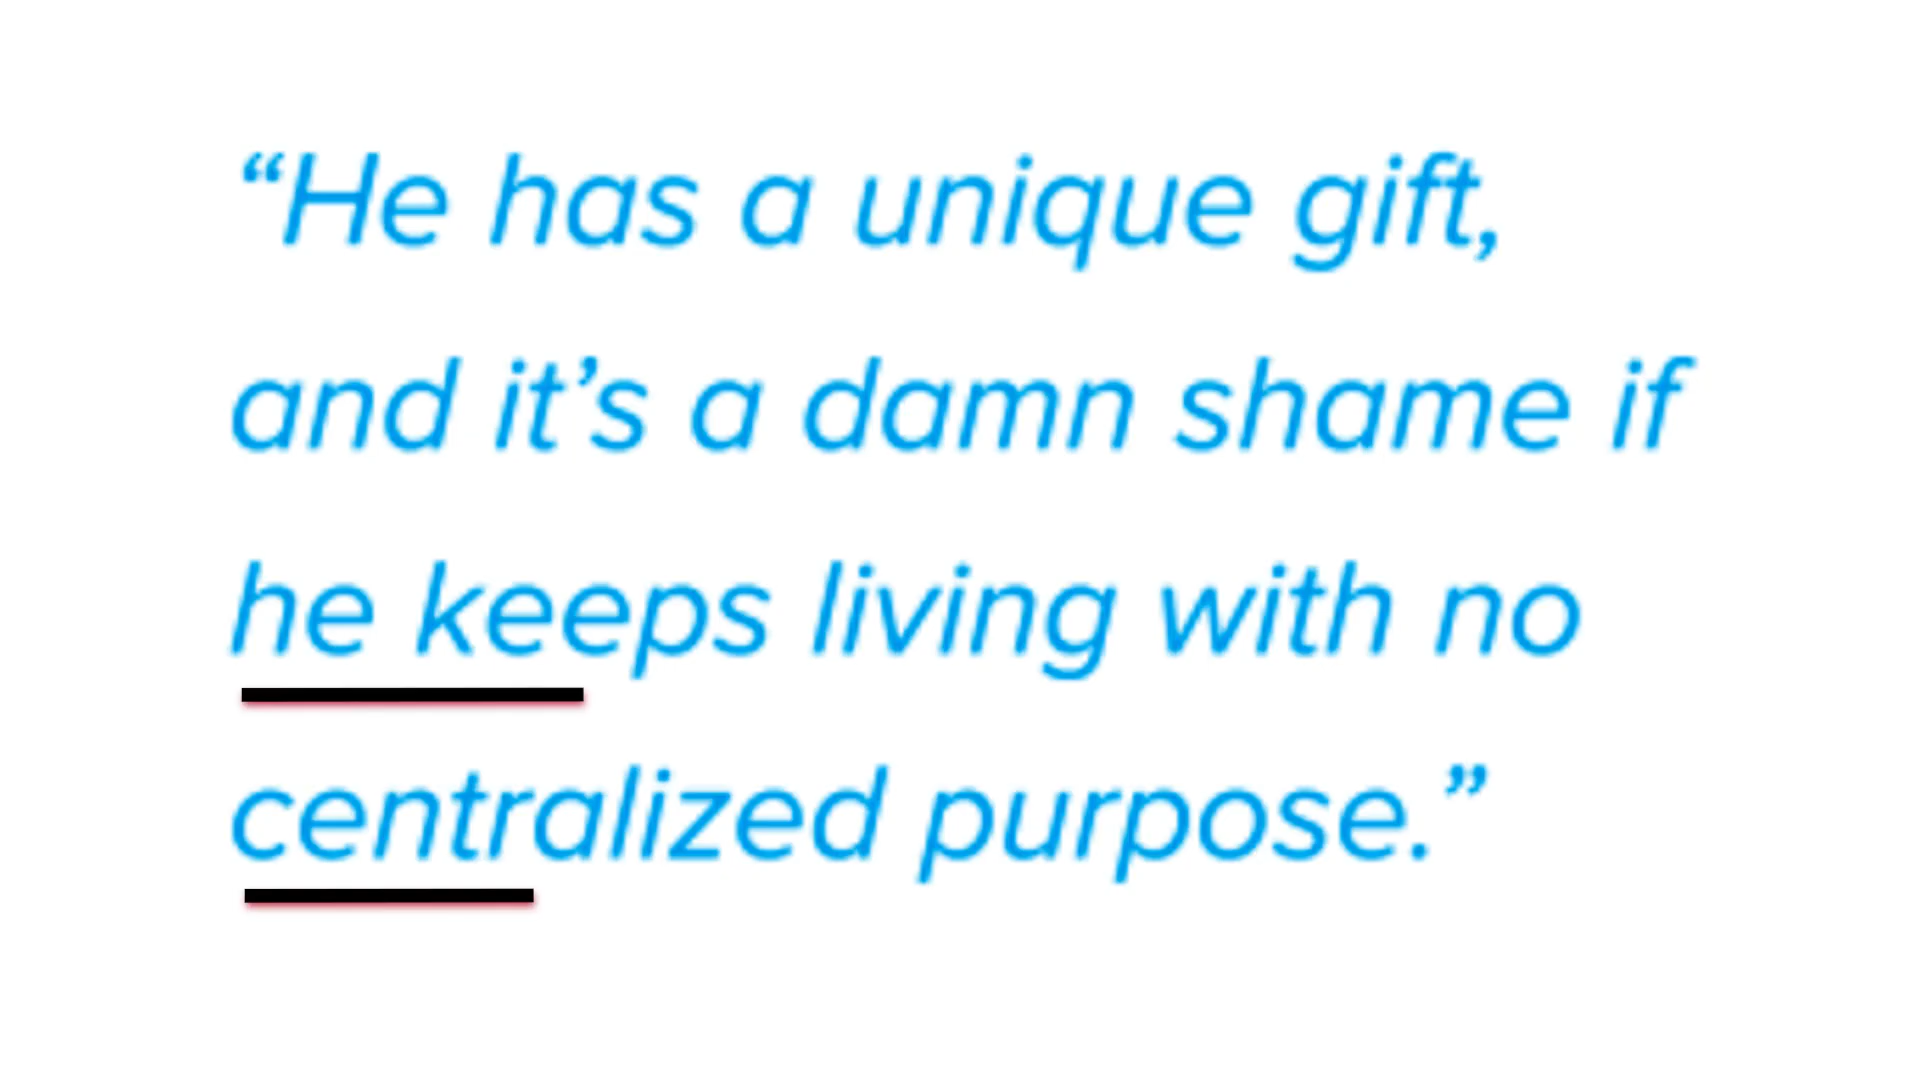 “He has a unique gift,
and it’s a damn shame if
he keeps living with no
centralized purpose.”